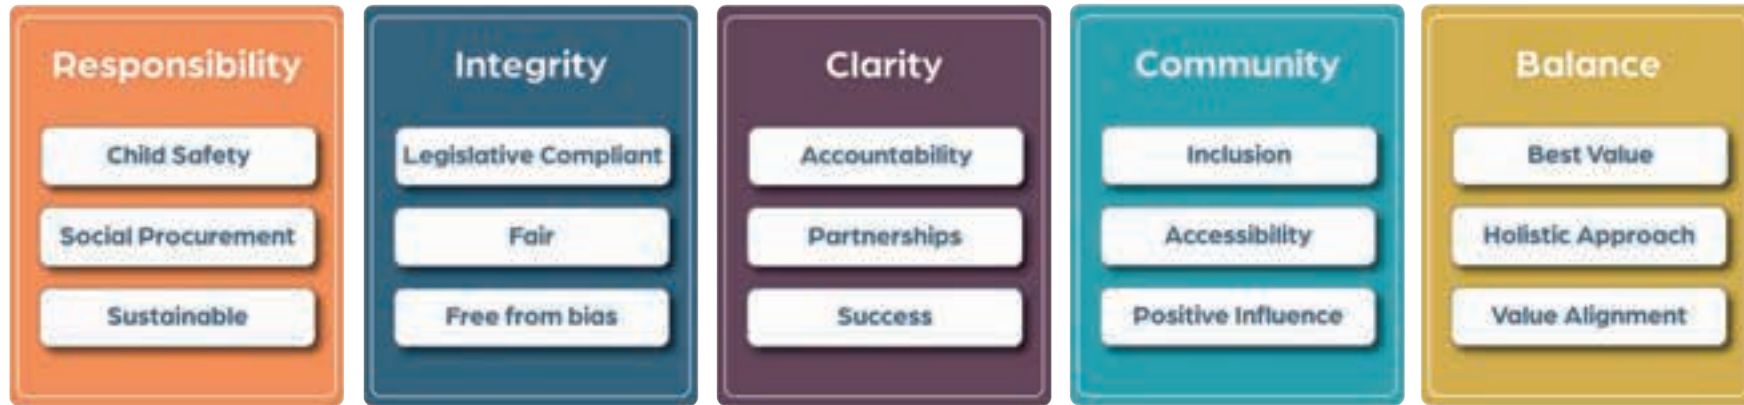 Responsibility
Child Safety
Social Procurement
Sustainable
Integrity
Legislative Compliant
Fair
Free from bias
Clarity
Accountability
Partnerships
Success
Community
Inclusion
Accessibility
Positive Influence
Balance
Best Value
Holistic Approach
Value Alignment